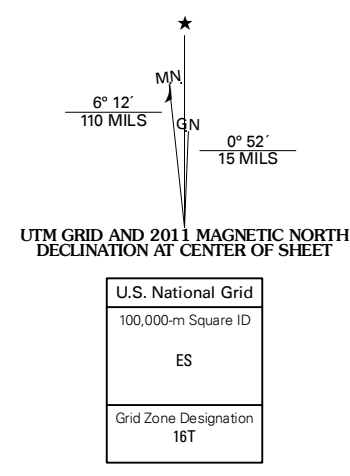 ★
MN
6° 12′
110 MILS
GN
0° 52′
15 MILS
UTM GRID AND 2011 MAGNETIC NORTH
DECLINATION AT CENTER OF SHEET
U.S. National Grid
100,000-m Square ID
ES
Grid Zone Designation
16T